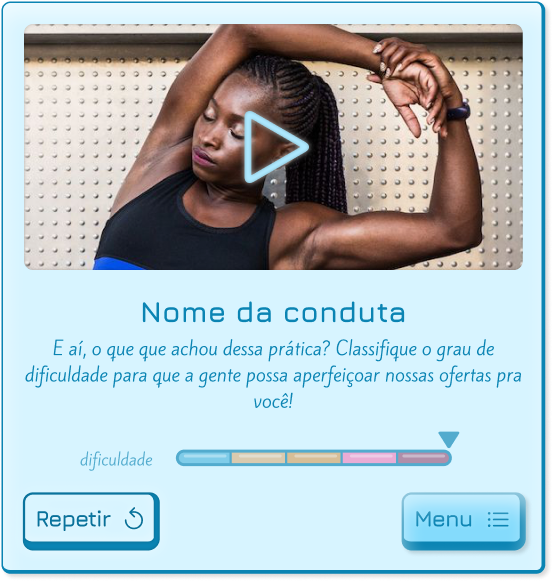 Nome da conduta
E aí, o que que achou dessa prática? Classifique o grau de
dificuldade para que a gente possa aperfeiçoar nossas ofertas pra
você!
dificuldade
Repetir
Menu